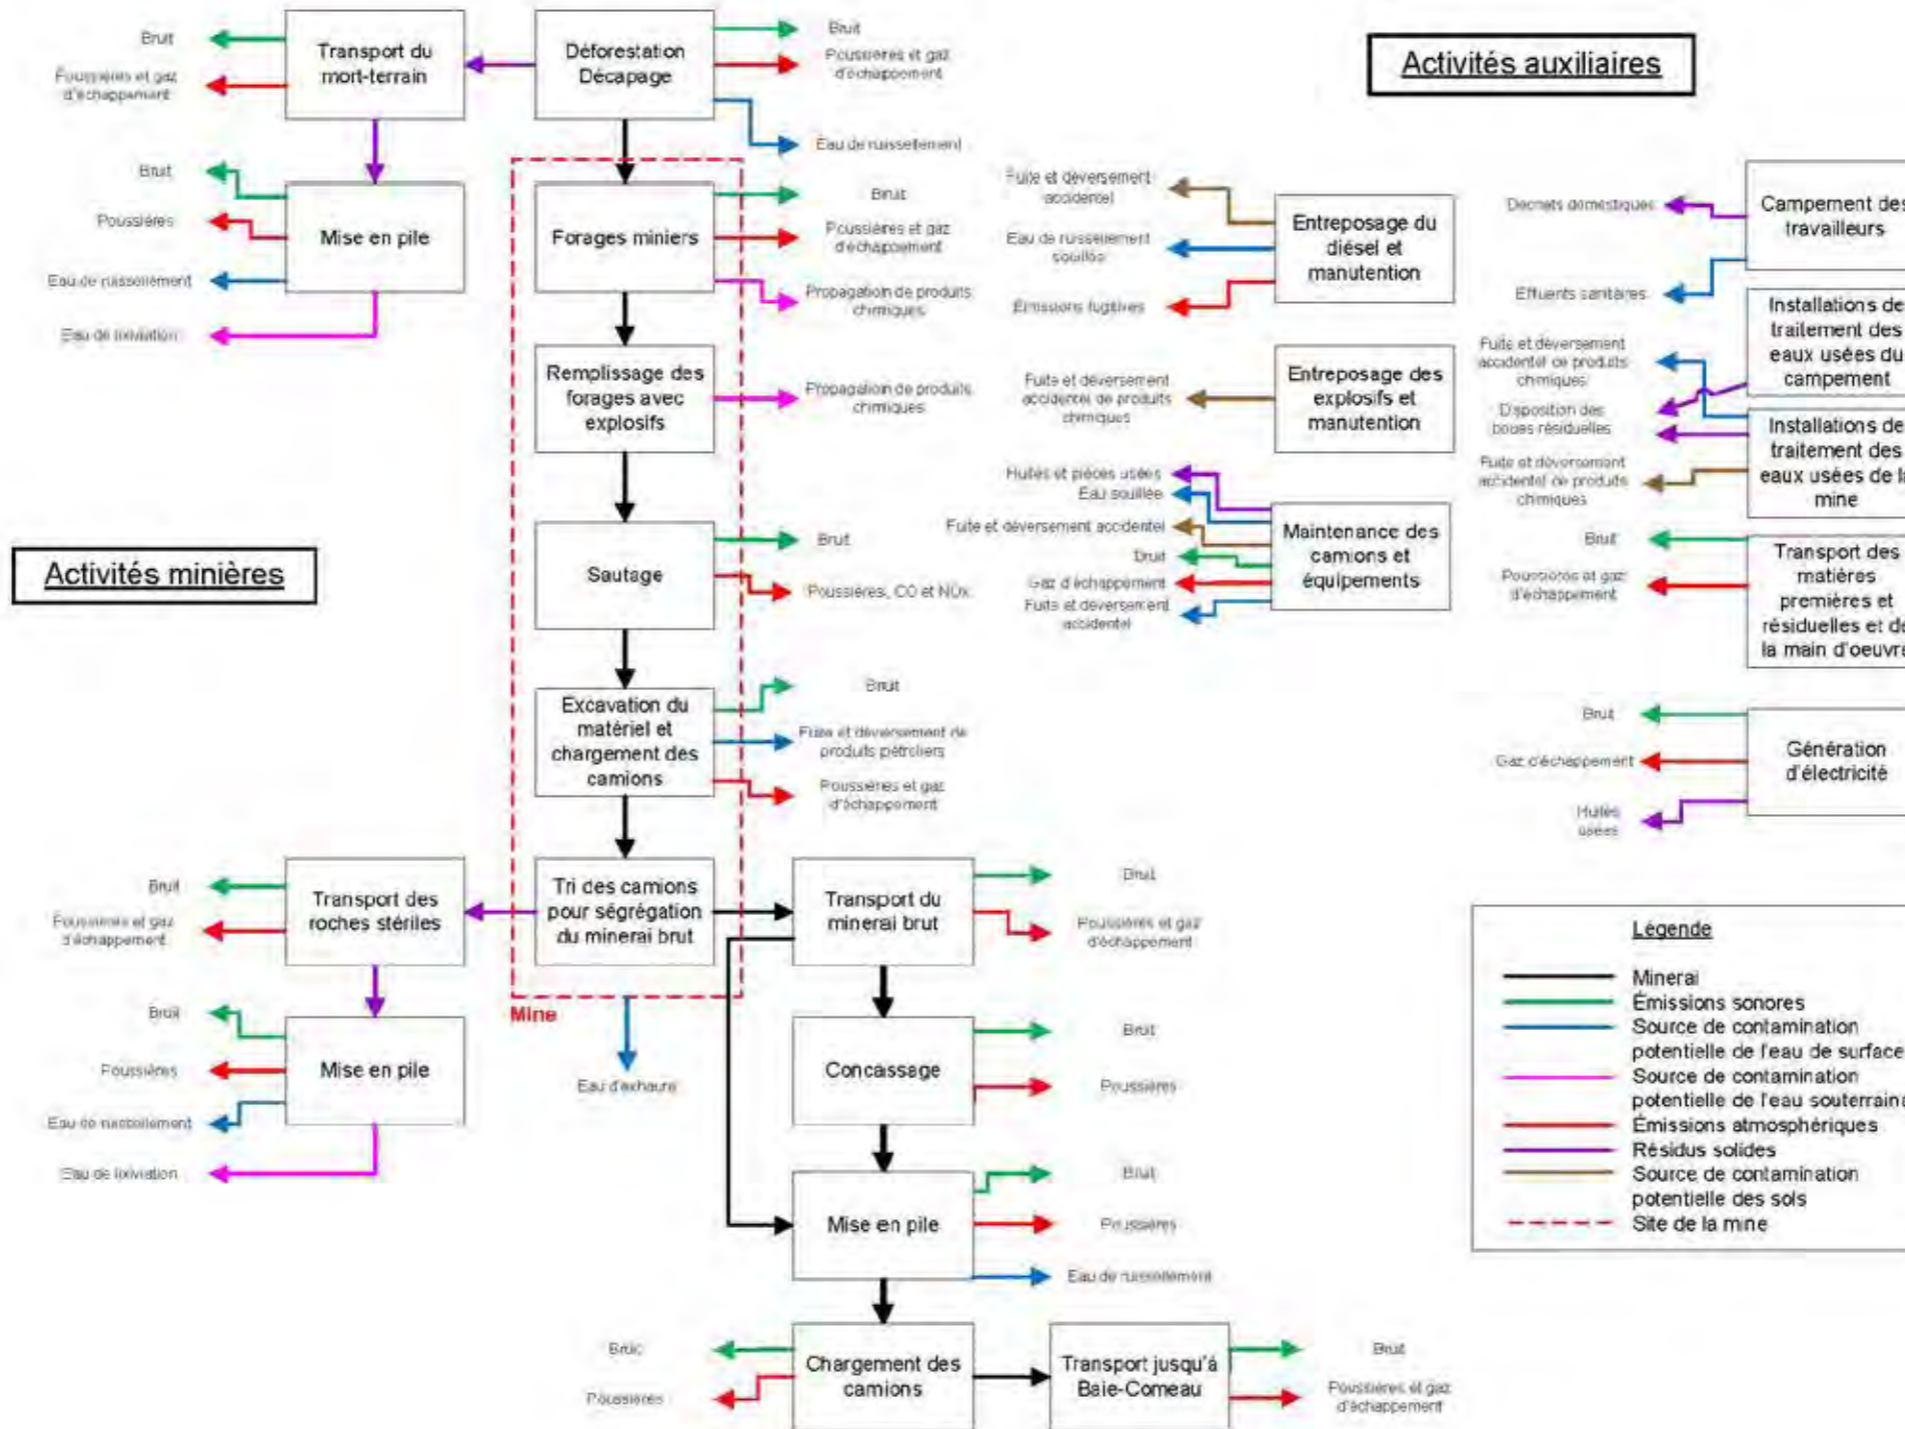 Bruit
Poussières et gaz
d'échappement
Transport du
mort-terrain
Déforestation
Décapage
Bruit
Poussières et gaz
d'échappement
Eau de ruissellement
Activités auxiliaires
Bruit
Poussières
Eau de ruissellement
Eau de lixiviation
Mise en pile
Forages miniers
Bruit
Poussières et gaz
d'échappement
Propagation de produits
chimiques
Remplissage des
forages avec
explosifs
Propagation de produits
chimiques
Sautage
Bruit
Poussières, CO et NOx
Activités minières
Excavation du
matériel et
chargement des
camions
Bruit
Fuite et déversement de
produits pétroliers
Poussières et gaz
d'échappement
Fuite et déversement
accidentel
Eau de ruissellement
souillée
Émissions fugitives
Entreposage du
diésel et
manutention
Fuite et déversement
accidentel de produits
chimiques
Entreposage des
explosifs et
manutention
Huiles et pièces usées
Eau souillée
Fuite et déversement accidentel
Bruit
Gaz d'échappement
Fuite et déversement
accidentel
Maintenance des
camions et
équipements
Déchets domestiques
Effluents sanitaires
Campement des
travailleurs
Fuite et déversement
accidentel de produits
chimiques
Disposition des
boues résiduelles
Fuite et déversement
accidentel de produits
chimiques
Installations de
traitement des
eaux usées du
campement
Installations de
traitement des
eaux usées de la
mine
Bruit
Poussières et gaz
d'échappement
Transport des
matières
premières et
résiduelles et de
la main d'oeuvre
Bruit
Gaz d'échappement
Huiles
usées
Génération
d'électricité
Bruit
Poussières et gaz
d'échappement
Transport des
roches stériles
Tri des camions
pour ségrégation
du minerai brut
Transport du
minerai brut
Bruit
Poussières et gaz
d'échappement
Mine
Eau d'exhaure
Bruit
Poussières
Eau de ruissellement
Eau de lixiviation
Mise en pile
Concassage
Bruit
Poussières
Mise en pile
Bruit
Poussières
Eau de ruissellement
Bruit
Poussières
Chargement des
camions
Transport jusqu'à
Baie-Comeau
Bruit
Poussières et gaz
d'échappement
Légende
Minerai
Émissions sonores
Source de contamination
potentielle de l'eau de surface
Source de contamination
potentielle de l'eau souterraine
Émissions atmosphériques
Résidus solides
Source de contamination
potentielle des sols
Site de la mine